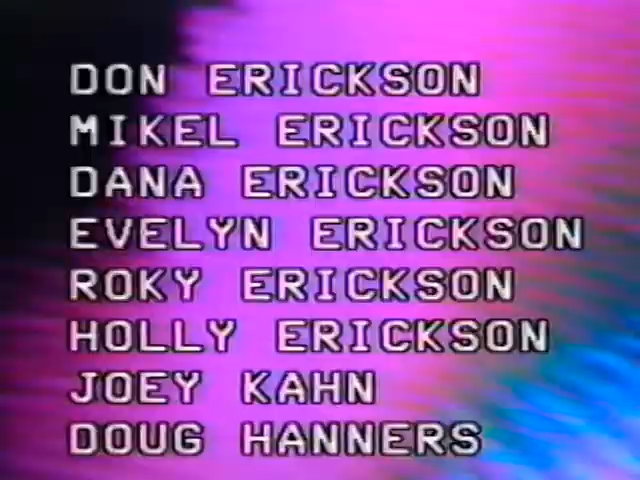 DON ERICKSON
MIKEL ERICKSON
DANA ERICKSON
EVELYN ERICKSON
ROKY ERICKSON
HOLLY ERICKSON
JOEY KAHN
DOUG HANNERS